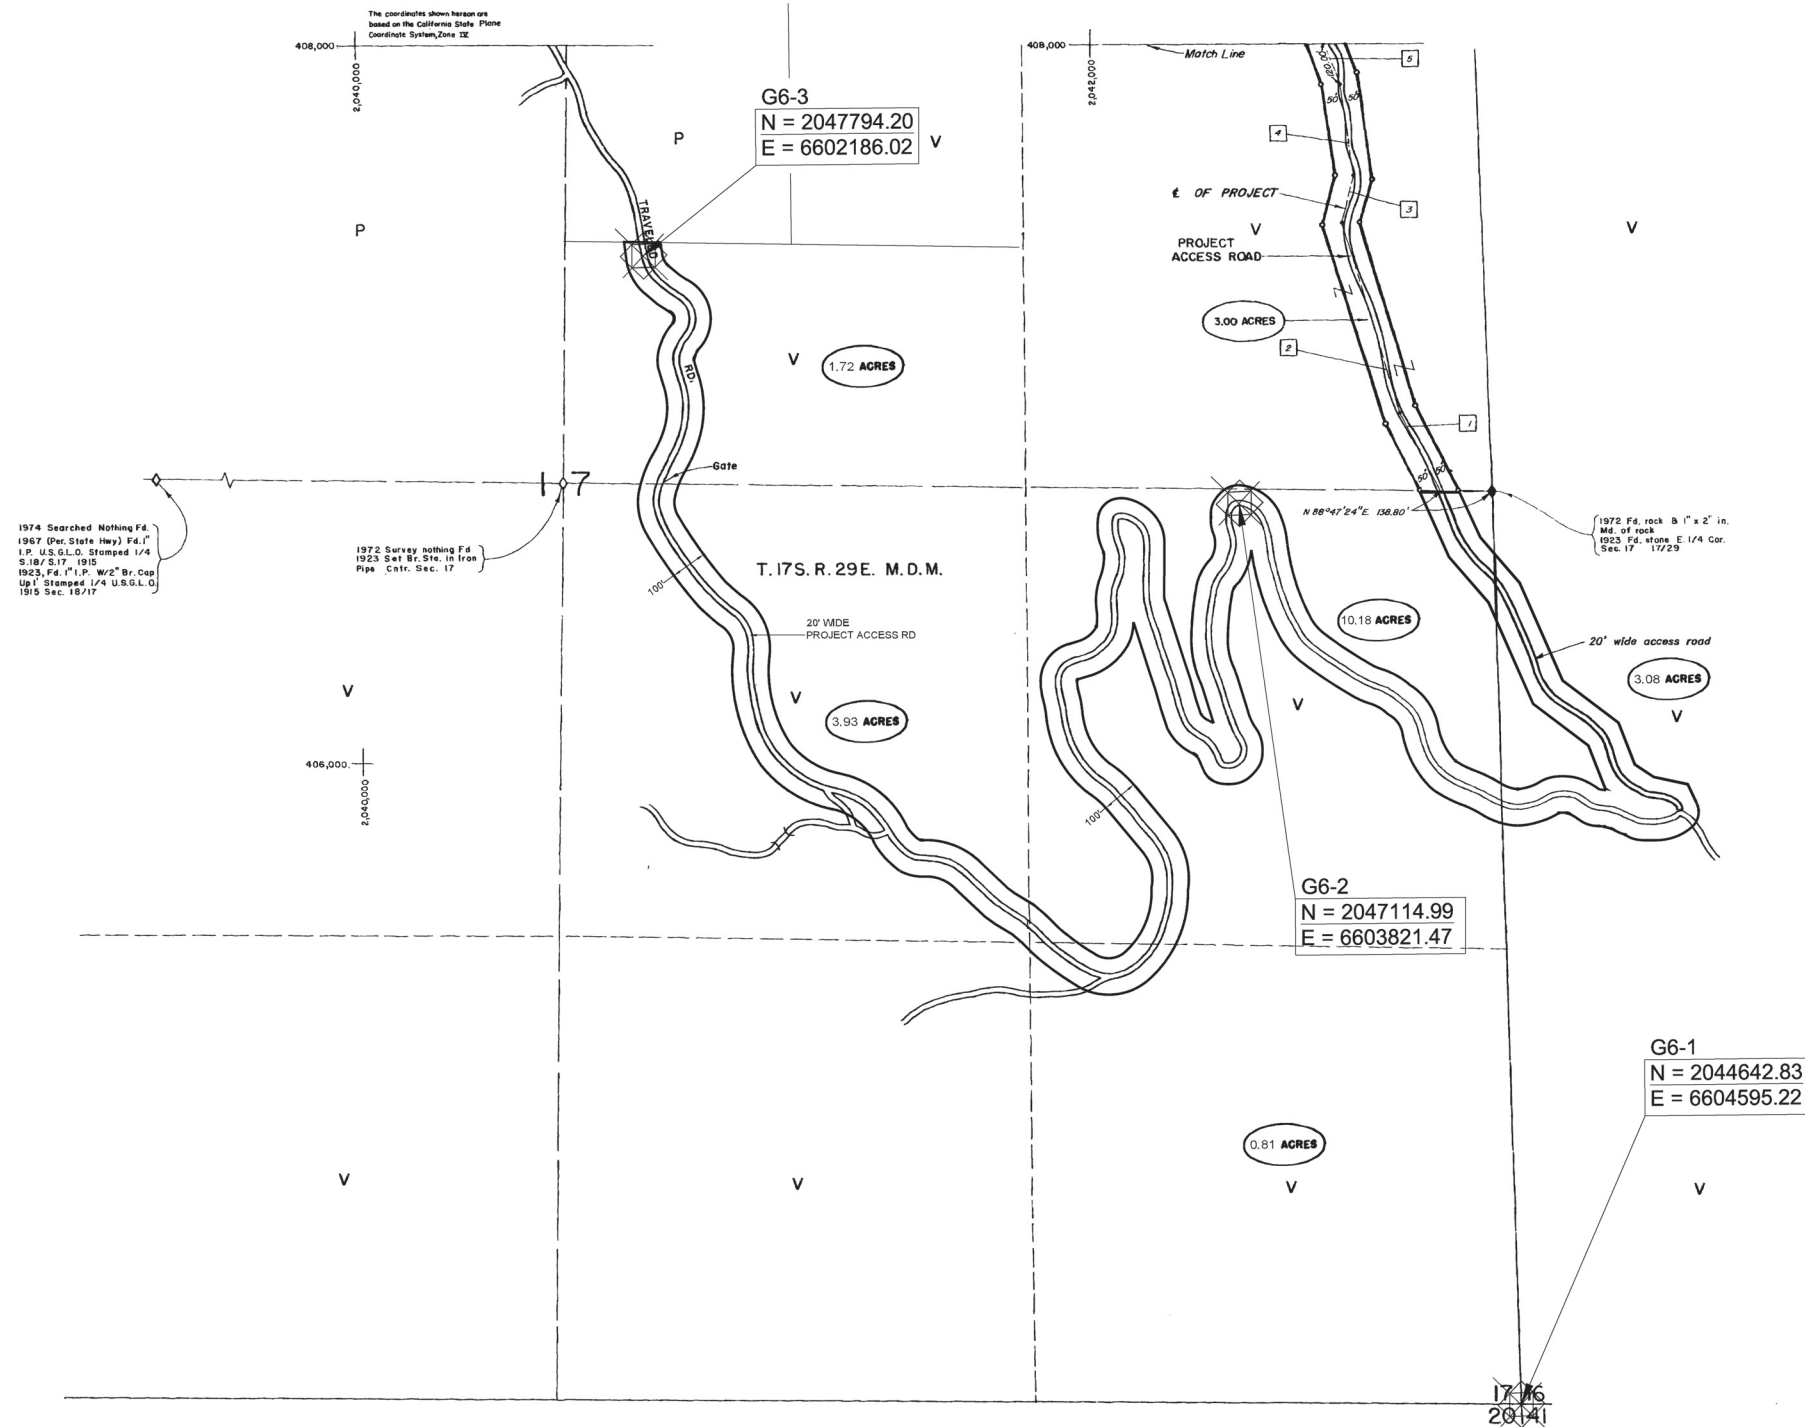 The coordinates shown hereon are
based on the California State Plane
Coordinate System, Zone IV
408,000
2,040,000
408,000
2,042,000
Match Line
5
50'
50'
4
G6-3
N = 2047794.20
E = 6602186.02
P
V
P
℄ OF PROJECT
3
V
V
PROJECT
ACCESS ROAD
TRAVELED
RD.
3.00 ACRES
2
V
1.72 ACRES
1
Gate
17
50'
50'
N 88°47'24"E 138.80'
1974 Searched Nothing Fd.
1967 (Per. State Hwy) Fd. 1"
I.P. U.S.G.L.O. Stamped 1/4
S.18/ S.17 1915
1923, Fd. 1" I.P. W/2" Br. Cap
Up 1' Stamped 1/4 U.S.G.L.O.
1915 Sec. 18/17
1972 Survey nothing Fd
1923 Set Br. Sta. in Iron
Pipe Cntr. Sec. 17
1972 Fd. rock & 1" x 2" in.
Md. of rock
1923 Fd. stone E. 1/4 Cor.
Sec. 17 17/29
T. 17S. R. 29E. M.D.M.
100'
20' WIDE
PROJECT ACCESS RD
10.18 ACRES
20' wide access road
3.08 ACRES
V
V
V
V
3.93 ACRES
406,000
2,040,000
100'
G6-2
N = 2047114.99
E = 6603821.47
G6-1
N = 2044642.83
E = 6604595.22
0.81 ACRES
V
V
V
V
17 16
20